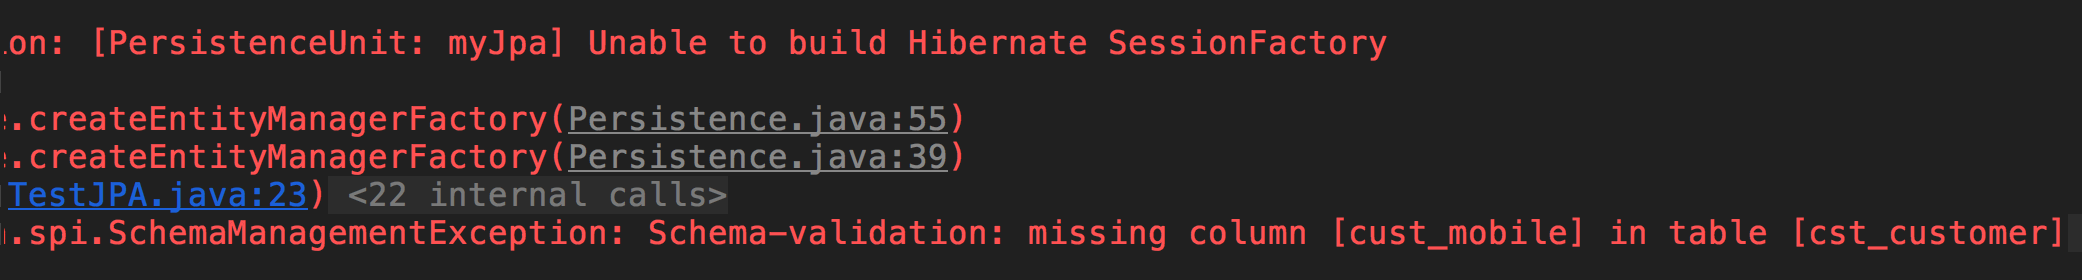 on: [PersistenceUnit: myJpa] Unable to build Hibernate SessionFactory
.createEntityManagerFactory(Persistence.java:55)
.createEntityManagerFactory(Persistence.java:39)
TestJPA.java:23) <22 internal calls>
.spi.SchemaManagementException: Schema-validation: missing column [cust_mobile] in table [cst_customer]